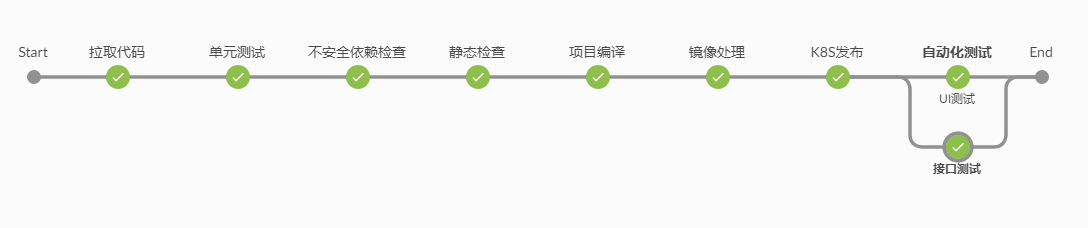 Start
拉取代码
单元测试
不安全依赖检查
静态检查
项目编译
镜像处理
K8S发布
自动化测试
End
UI测试
接口测试